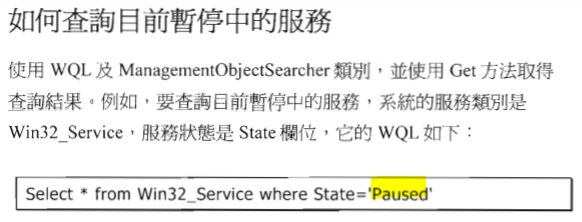 如何查詢目前暫停中的服務
使用 WQL 及 ManagementObjectSearcher 類別，並使用 Get 方法取得
查詢結果。例如，要查詢目前暫停中的服務，系統的服務類別是
Win32_Service，服務狀態是 State 欄位，它的 WQL 如下：
Select * from Win32_Service where State='Paused'